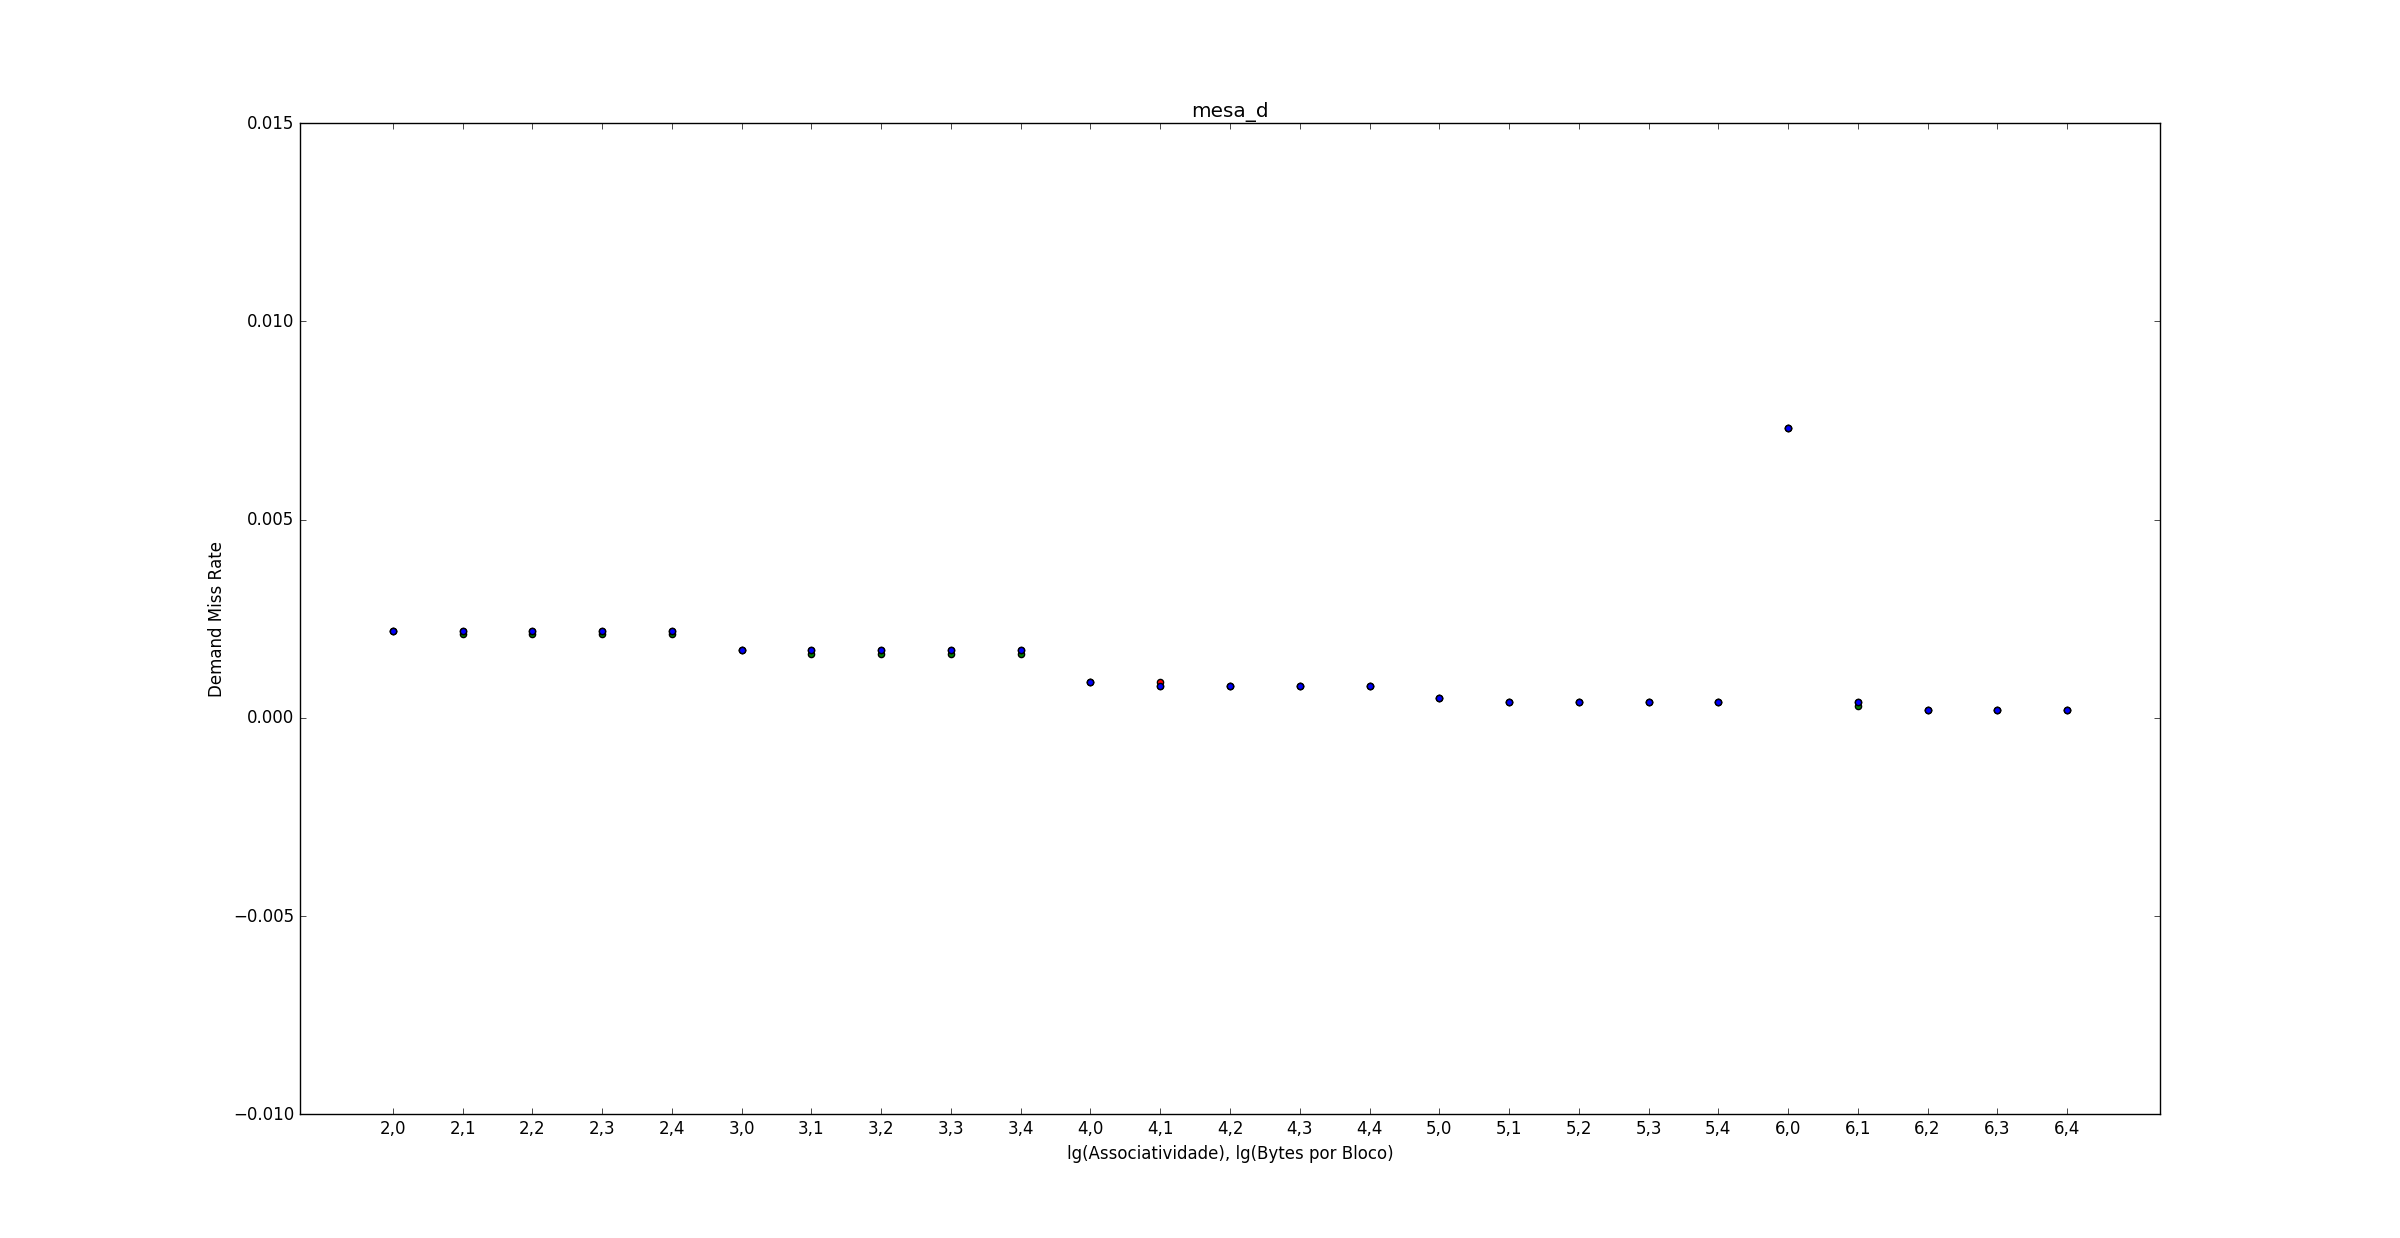 mesa_d
0.015
0.010
0.005
0.000
−0.005
−0.010
Demand Miss Rate
2,0 2,1 2,2 2,3 2,4 3,0 3,1 3,2 3,3 3,4 4,0 4,1 4,2 4,3 4,4 5,0 5,1 5,2 5,3 5,4 6,0 6,1 6,2 6,3 6,4
lg(Associatividade), lg(Bytes por Bloco)